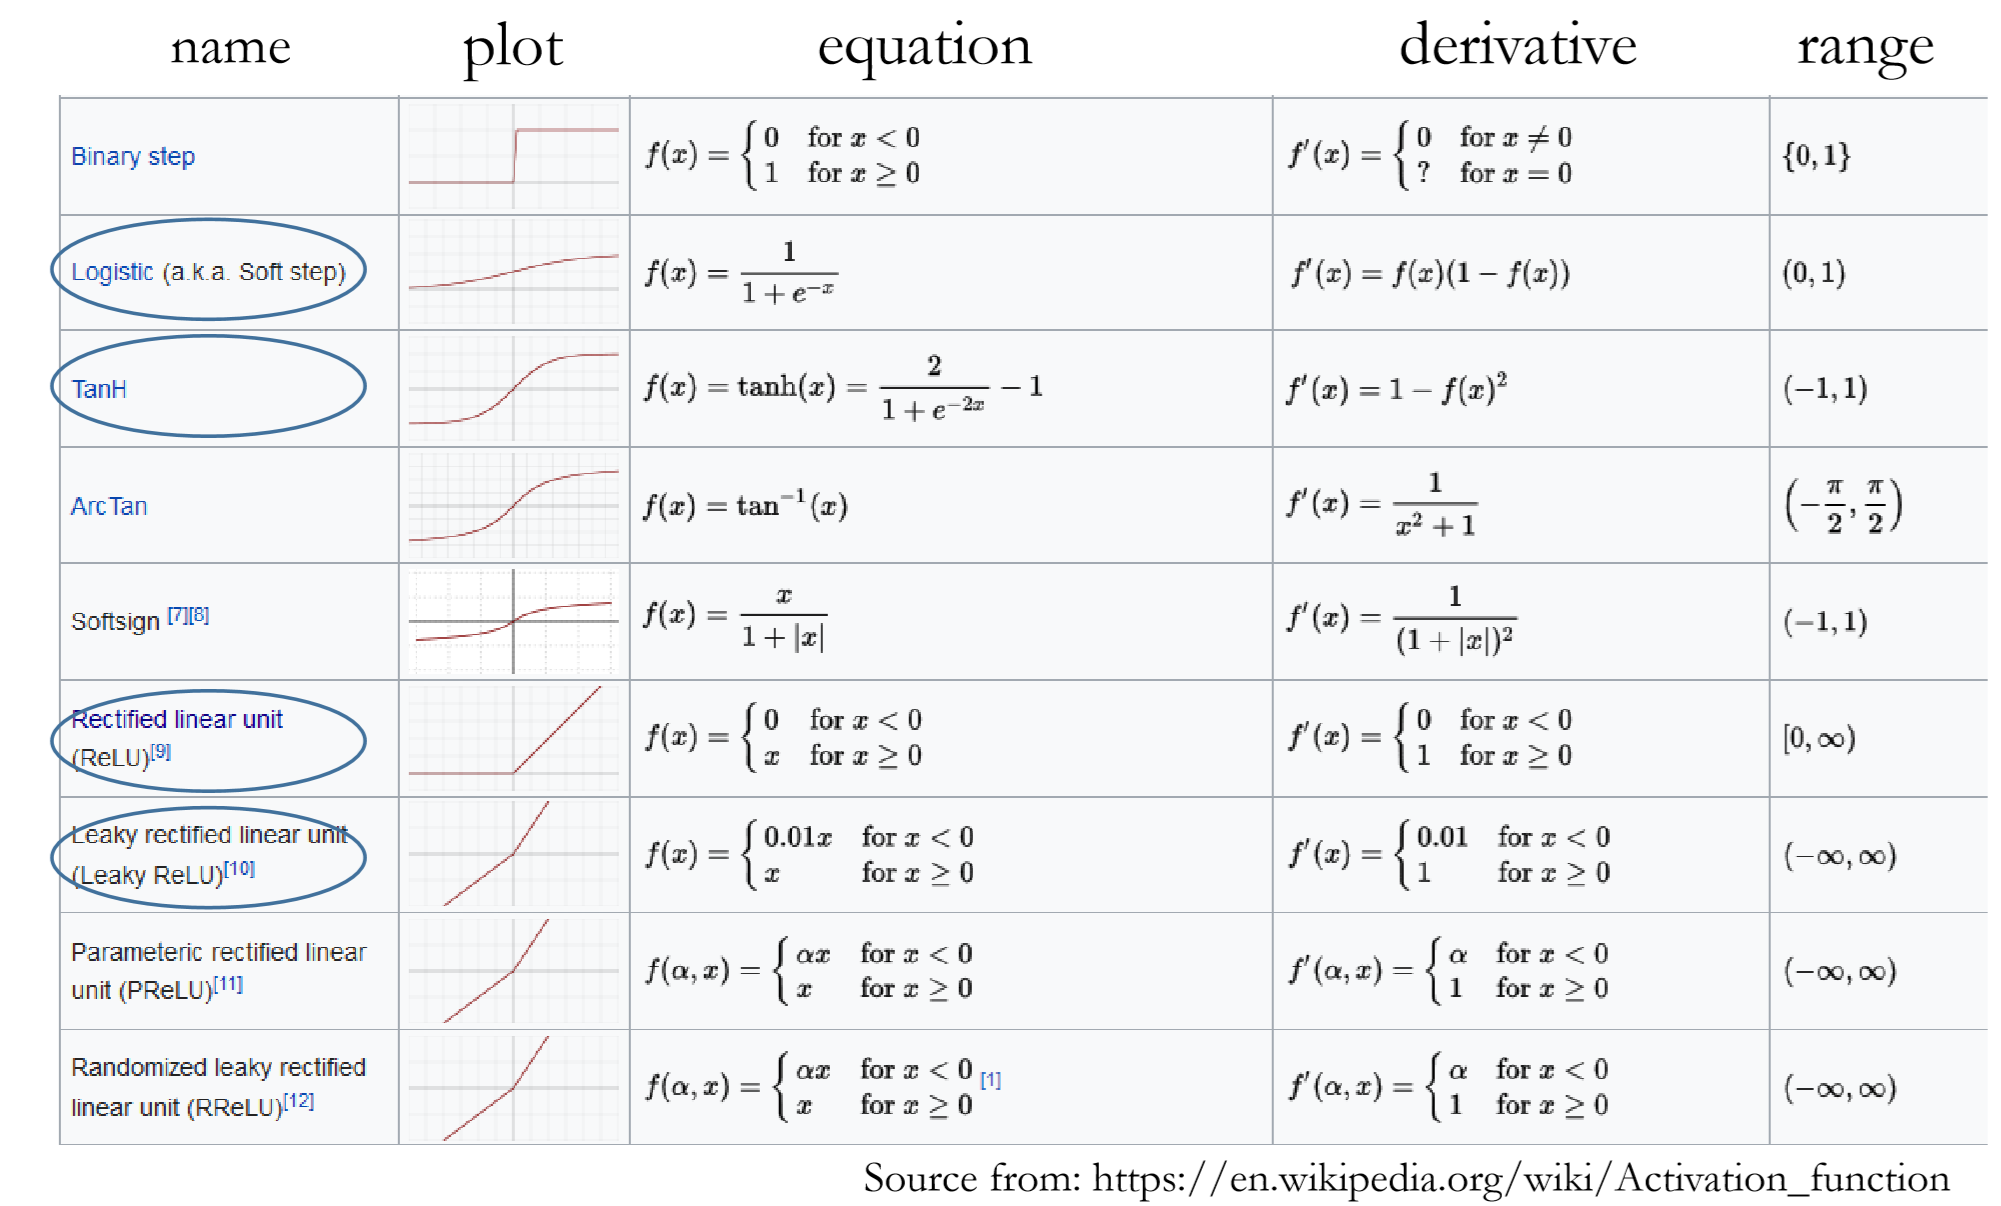 name plot equation derivative range
Binary step f(x) = { 0 for x < 0 f′(x) = { 0 for x ≠ 0 {0, 1}
1 for x ≥ 0 ? for x = 0
Logistic (a.k.a. Soft step) f(x) = 1 / (1 + e^{−x}) f′(x) = f(x)(1 − f(x)) (0, 1)
TanH f(x) = tanh(x) = 2 / (1 + e^{−2x}) − 1 f′(x) = 1 − f(x)² (−1, 1)
ArcTan f(x) = tan⁻¹(x) f′(x) = 1 / (x² + 1) (−π/2, π/2)
Softsign [7][8] f(x) = x / (1 + |x|) f′(x) = 1 / (1 + |x|)² (−1, 1)
Rectified linear unit f(x) = { 0 for x < 0 f′(x) = { 0 for x < 0 [0, ∞)
(ReLU)[9] x for x ≥ 0 1 for x ≥ 0
Leaky rectified linear unit f(x) = { 0.01x for x < 0 f′(x) = { 0.01 for x < 0 (−∞, ∞)
(Leaky ReLU)[10] x for x ≥ 0 1 for x ≥ 0
Parameteric rectified linear f(α, x) = { αx for x < 0 f′(α, x) = { α for x < 0 (−∞, ∞)
unit (PReLU)[11] x for x ≥ 0 1 for x ≥ 0
Randomized leaky rectified f(α, x) = { αx for x < 0 [1] f′(α, x) = { α for x < 0 (−∞, ∞)
linear unit (RReLU)[12] x for x ≥ 0 1 for x ≥ 0
Source from: https://en.wikipedia.org/wiki/Activation_function